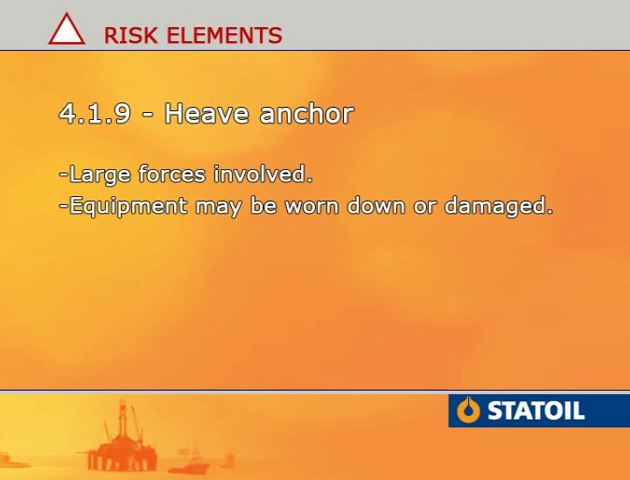 RISK ELEMENTS
4.1.9 - Heave anchor
-Large forces involved.
-Equipment may be worn down or damaged.
STATOIL